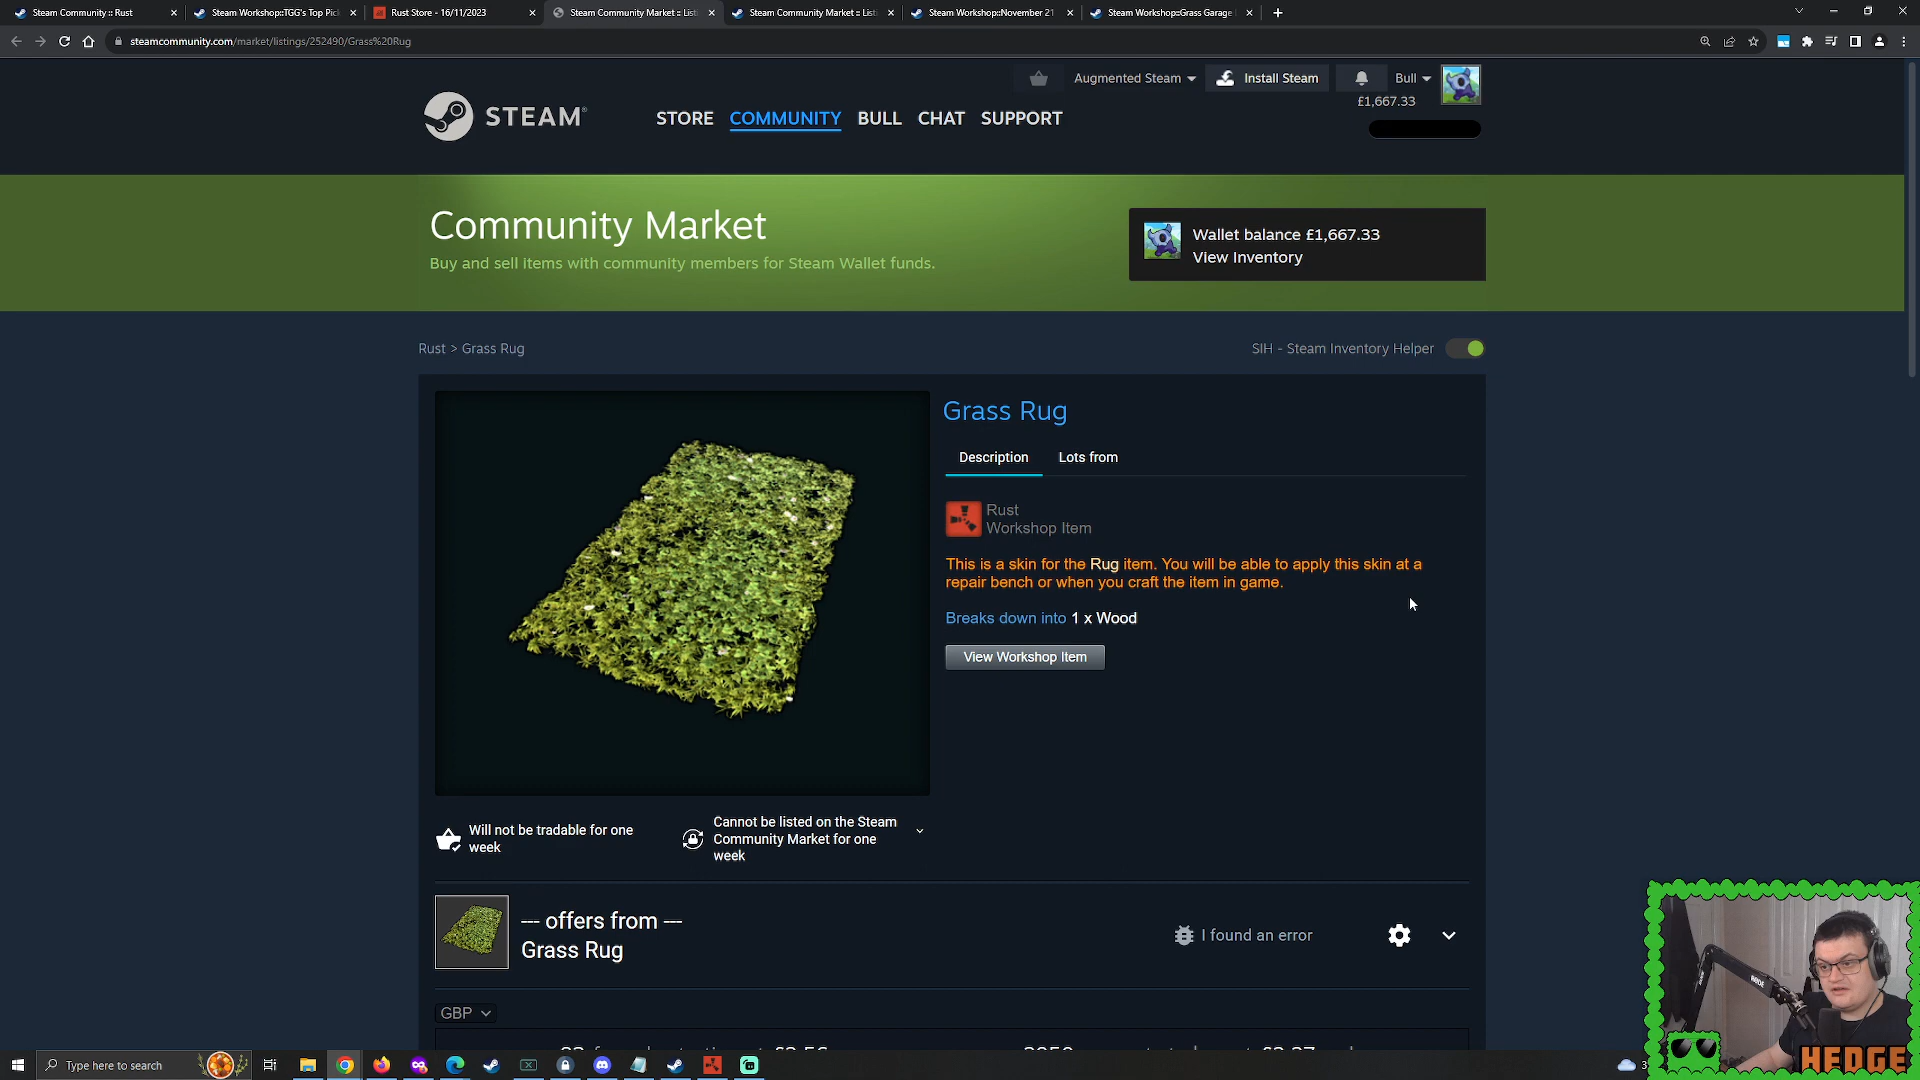 Steam Community :: Rust
Steam Workshop::TGG's Top Pick
Rust Store - 16/11/2023
Steam Community Market :: List
Steam Community Market :: List
Steam Workshop::November 21
Steam Workshop::Grass Garage
steamcommunity.com/market/listings/252490/Grass%20Rug
Augmented Steam
Install Steam
Bull
£1,667.33
STEAM
STORE
COMMUNITY
BULL
CHAT
SUPPORT
Community Market
Buy and sell items with community members for Steam Wallet funds.
Wallet balance £1,667.33
View Inventory
Rust > Grass Rug
SIH - Steam Inventory Helper
Grass Rug
Description
Lots from
Rust
Workshop Item
This is a skin for the Rug item. You will be able to apply this skin at a
repair bench or when you craft the item in game.
Breaks down into 1 x Wood
View Workshop Item
Will not be tradable for one
week
Cannot be listed on the Steam
Community Market for one
week
--- offers from ---
Grass Rug
I found an error
GBP
Type here to search
HEDGE